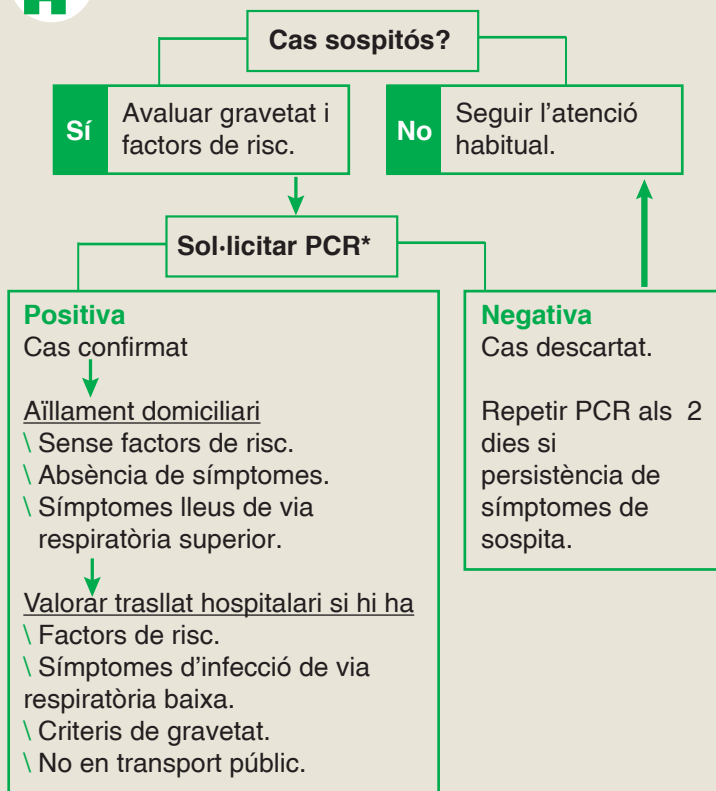 Cas sospitós?
Sí
Avaluar gravetat i
factors de risc.
No
Seguir l'atenció
habitual.
Sol·licitar PCR*
Positiva
Cas confirmat
Aïllament domiciliari
\ Sense factors de risc.
\ Absència de símptomes.
\ Símptomes lleus de via
respiratòria superior.
Valorar trasllat hospitalari si hi ha
\ Factors de risc.
\ Símptomes d'infecció de via
respiratòria baixa.
\ Criteris de gravetat.
\ No en transport públic.
Negativa
Cas descartat.
Repetir PCR als 2
dies si
persistència de
símptomes de
sospita.